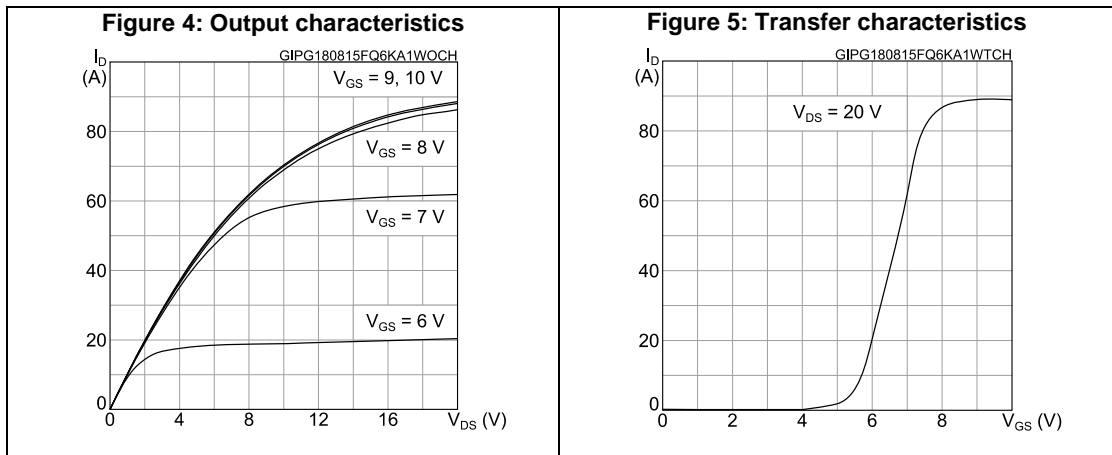 Figure 4: Output characteristics
I_D
(A)
GIPG180815FQ6KA1WOCH
V_GS = 9, 10 V
80
V_GS = 8 V
60
V_GS = 7 V
40
V_GS = 6 V
20
0
0
4
8
12
16
V_DS (V)
Figure 5: Transfer characteristics
I_D
(A)
GIPG180815FQ6KA1WTCH
V_DS = 20 V
80
60
40
20
0
0
2
4
6
8
V_GS (V)